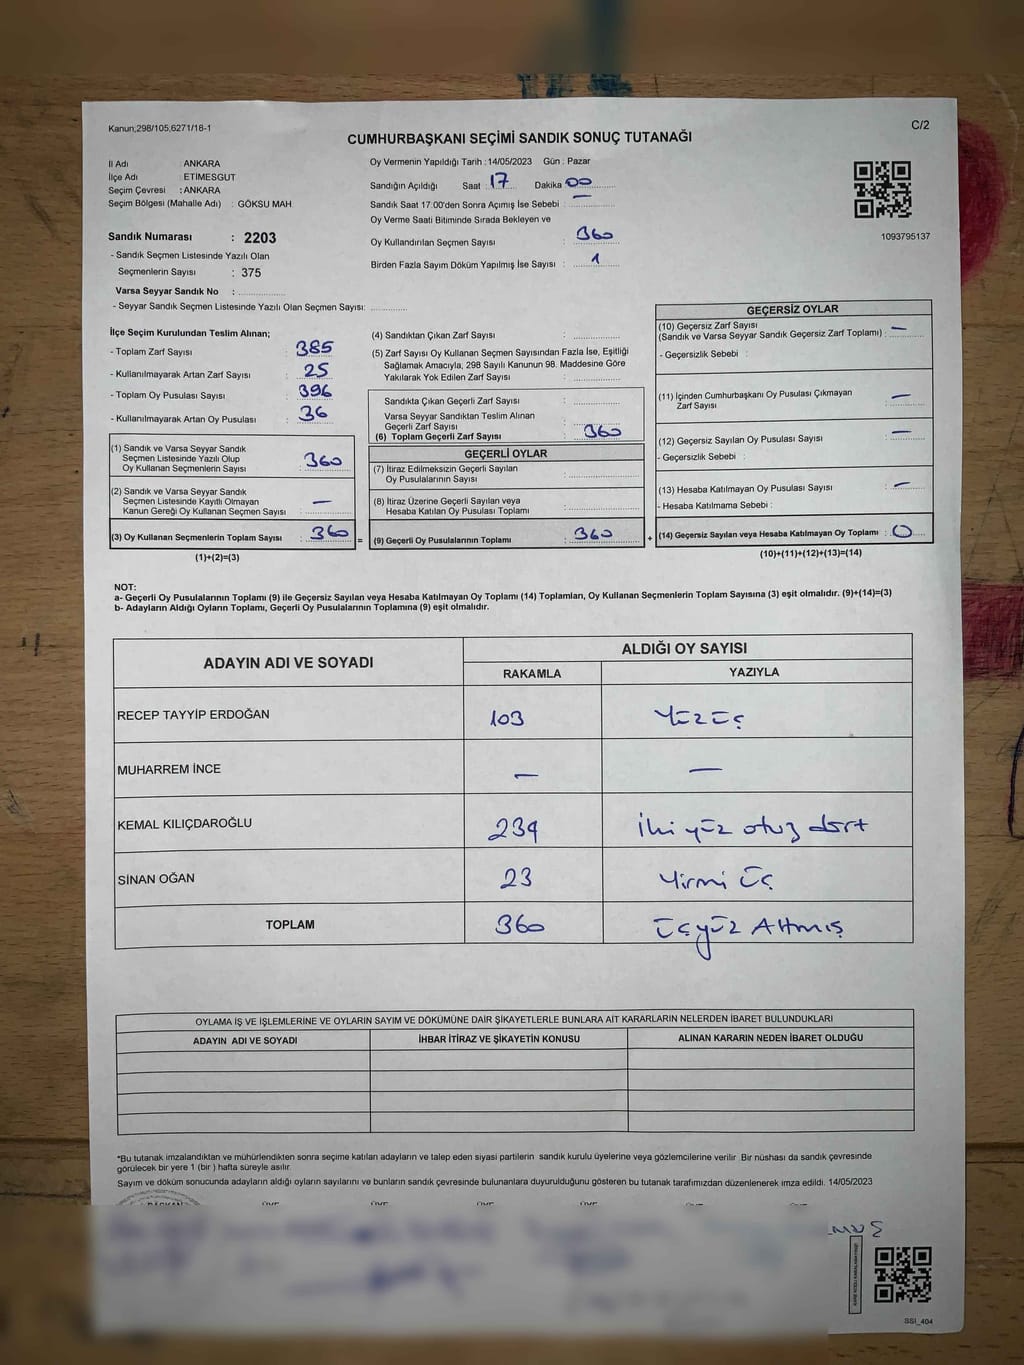 Kanun;298/105;6271/18-1
C/2
CUMHURBAŞKANI SEÇİMİ SANDIK SONUÇ TUTANAĞI
İl Adı : ANKARA
İlçe Adı : ETİMESGUT
Seçim Çevresi : ANKARA
Seçim Bölgesi (Mahalle Adı) : GÖKSU MAH
Sandık Numarası : 2203
- Sandık Seçmen Listesinde Yazılı Olan
Seçmenlerin Sayısı : 375
Varsa Seyyar Sandık No :
- Seyyar Sandık Seçmen Listesinde Yazılı Olan Seçmen Sayısı:
Oy Vermenin Yapıldığı Tarih : 14/05/2023 Gün : Pazar
Sandığın Açıldığı Saat : 17 Dakika 00
Sandık Saat 17:00'den Sonra Açımış İse Sebebi : —
Oy Verme Saati Bitiminde Sırada Bekleyen ve
Oy Kullandırılan Seçmen Sayısı : 360
Birden Fazla Sayım Döküm Yapılmış İse Sayısı : 1
1093795137
İlçe Seçim Kurulundan Teslim Alınan;
- Toplam Zarf Sayısı : 385
- Kullanılmayarak Artan Zarf Sayısı : 25
- Toplam Oy Pusulası Sayısı : 396
- Kullanılmayarak Artan Oy Pusulası : 36
(1) Sandık ve Varsa Seyyar Sandık
Seçmen Listesinde Yazılı Olup
Oy Kullanan Seçmenlerin Sayısı : 360
(2) Sandık ve Varsa Seyyar Sandık
Seçmen Listesinde Kayıtlı Olmayan
Kanun Gereği Oy Kullanan Seçmen Sayısı : —
(3) Oy Kullanan Seçmenlerin Toplam Sayısı : 360
(1)+(2)=(3)
(4) Sandıktan Çıkan Zarf Sayısı :
(5) Zarf Sayısı Oy Kullanan Seçmen Sayısından Fazla İse, Eşitliği
Sağlamak Amacıyla, 298 Sayılı Kanunun 98. Maddesine Göre
Yakılarak Yok Edilen Zarf Sayısı :
Sandıkta Çıkan Geçerli Zarf Sayısı :
Varsa Seyyar Sandıktan Teslim Alınan
Geçerli Zarf Sayısı :
(6) Toplam Geçerli Zarf Sayısı : 360
GEÇERLİ OYLAR
(7) İtiraz Edilmeksizin Geçerli Sayılan
Oy Pusulalarının Sayısı :
(8) İtiraz Üzerine Geçerli Sayılan veya
Hesaba Katılan Oy Pusulası Toplamı :
= (9) Geçerli Oy Pusulalarının Toplamı : 360
GEÇERSİZ OYLAR
(10) Geçersiz Zarf Sayısı
(Sandık ve Varsa Seyyar Sandık Geçersiz Zarf Toplamı) : —
- Geçersizlik Sebebi :
(11) İçinden Cumhurbaşkanı Oy Pusulası Çıkmayan
Zarf Sayısı : —
(12) Geçersiz Sayılan Oy Pusulası Sayısı : —
- Geçersizlik Sebebi :
(13) Hesaba Katılmayan Oy Pusulası Sayısı : —
- Hesaba Katılmama Sebebi :
+ (14) Geçersiz Sayılan veya Hesaba Katılmayan Oy Toplamı : 0
(10)+(11)+(12)+(13)=(14)
NOT:
a- Geçerli Oy Pusulalarının Toplamı (9) ile Geçersiz Sayılan veya Hesaba Katılmayan Oy Toplamı (14) Toplamları, Oy Kullanan Seçmenlerin Toplam Sayısına (3) eşit olmalıdır. (9)+(14)=(3)
b- Adayların Aldığı Oyların Toplamı, Geçerli Oy Pusulalarının Toplamına (9) eşit olmalıdır.
ADAYIN ADI VE SOYADI
ALDIĞI OY SAYISI
RAKAMLA YAZIYLA
RECEP TAYYİP ERDOĞAN 103 Yüz üç
MUHARREM İNCE — —
KEMAL KILIÇDAROĞLU 234 İki yüz otuz dört
SİNAN OĞAN 23 Yirmi üç
TOPLAM 360 üçyüz Altmış
OYLAMA İŞ VE İŞLEMLERİNE VE OYLARIN SAYIM VE DÖKÜMÜNE DAİR ŞİKAYETLERLE BUNLARA AİT KARARLARIN NELERDEN İBARET BULUNDUKLARI
ADAYIN ADI VE SOYADI İHBAR İTİRAZ VE ŞİKAYETİN KONUSU ALINAN KARARIN NEDEN İBARET OLDUĞU
*Bu tutanak imzalandıktan ve mühürlendikten sonra seçime katılan adayların ve talep eden siyasi partilerin sandık kurulu üyelerine veya gözlemcilerine verilir. Bir nüshası da sandık çevresinde
görülecek bir yere 1 (bir) hafta süreyle asılır.
Sayım ve döküm sonucunda adayların aldığı oyların sayılarını ve bunların sandık çevresinde bulunanlara duyurulduğunu gösteren bu tutanak tarafımızdan düzenlenerek imza edildi. 14/05/2023
BAŞKAN ÜYE ÜYE ÜYE ÜYE
SSI_404